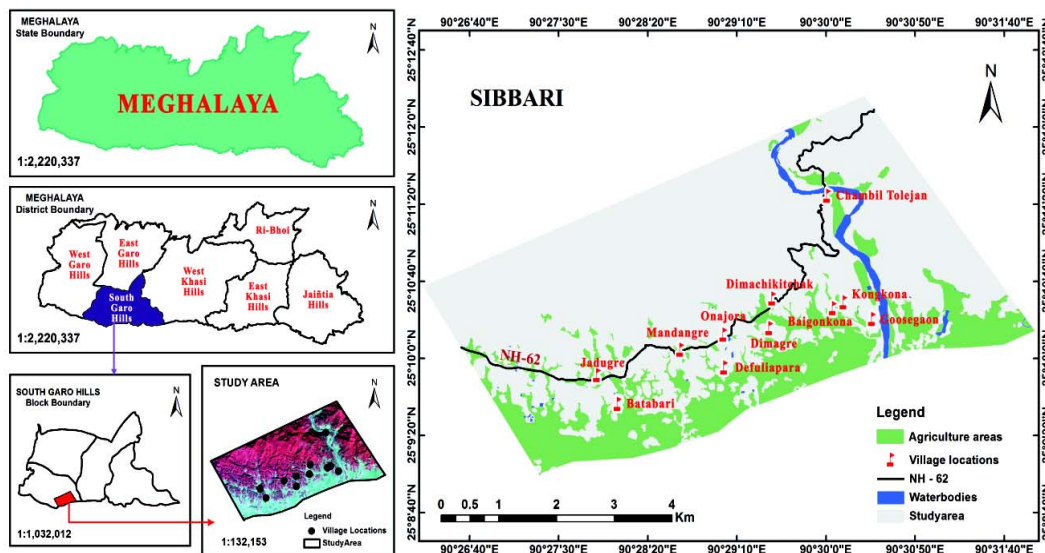 MEGHALAYA
State Boundary
N
MEGHALAYA
1:2,220,337
MEGHALAYA
District Boundary
N
Ri-Bhoi
West
Garo
Hills
East
Garo
Hills
West
Khasi
Hills
East
Khasi
Hills
Jaiñtia
Hills
South
Garo
Hills
1:2,220,337
SOUTH GARO HILLS
Block Boundary
N
1:1,032,012
STUDY AREA
N
Legend
Village Locations
StudyArea
1:132,153
90°26'40"E 90°27'30"E 90°28'20"E 90°29'10"E 90°30'0"E 90°30'50"E 90°31'40"E
25°12'40"N
25°12'0"N
25°11'20"N
25°10'40"N
25°10'0"N
25°9'20"N
25°8'40"N
SIBBARI
N
Chambil Tolejan
Dimachikitchak
Kongkona
Onajora
Baigonkona
Goosegaon
Mandangre
Dimagre
NH-62
Jadugre
Defuliapara
Batabari
Legend
Agriculture areas
Village locations
NH - 62
Waterbodies
Studyarea
0 0.5 1 2 3 4
Km
90°26'40"E 90°27'30"E 90°28'20"E 90°29'10"E 90°30'0"E 90°30'50"E 90°31'40"E